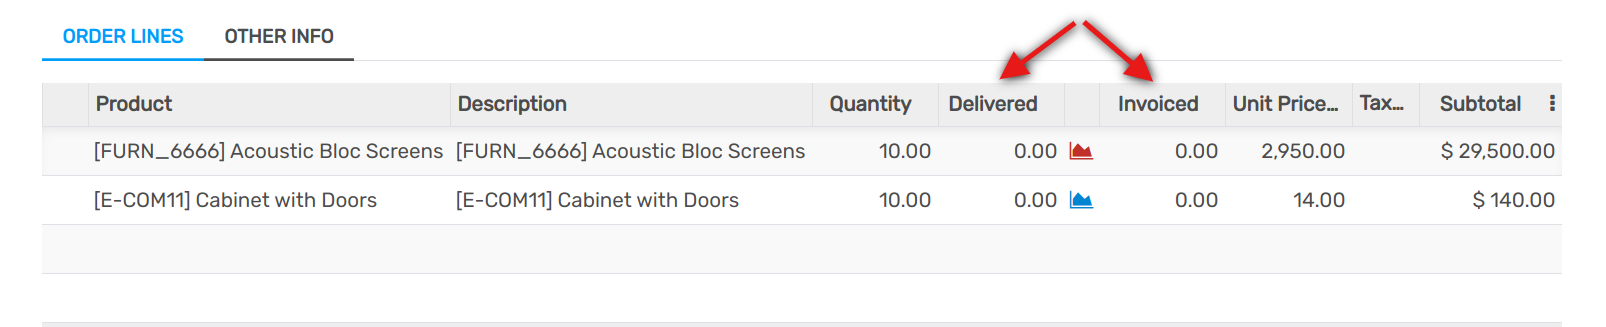 ORDER LINES OTHER INFO
Product Description Quantity Delivered Invoiced Unit Price... Tax... Subtotal
[FURN_6666] Acoustic Bloc Screens [FURN_6666] Acoustic Bloc Screens 10.00 0.00 0.00 2,950.00 $ 29,500.00
[E-COM11] Cabinet with Doors [E-COM11] Cabinet with Doors 10.00 0.00 0.00 14.00 $ 140.00